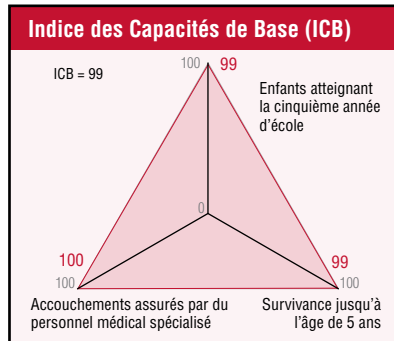 Indice des Capacités de Base (ICB)
ICB = 99
100 99
Enfants atteignant
la cinquième année
d'école
0
100
100
Accouchements assurés par du
personnel médical spécialisé
99
100
Survivance jusqu'à
l'âge de 5 ans